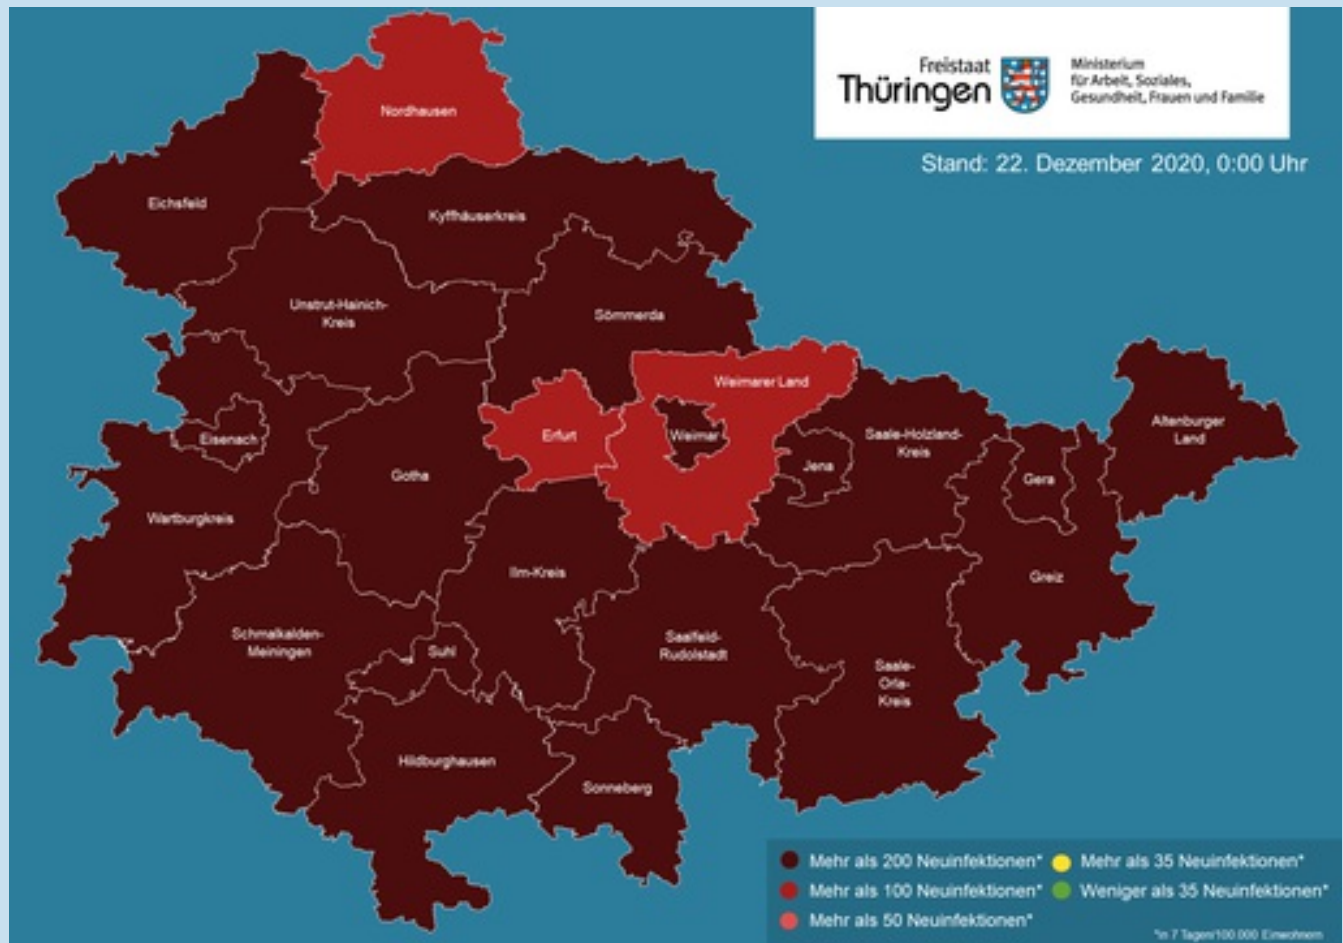 Freistaat
Thüringen
Ministerium
für Arbeit, Soziales,
Gesundheit, Frauen und Familie
Stand: 22. Dezember 2020, 0:00 Uhr
Nordhausen
Eichsfeld
Kyffhäuserkreis
Unstrut-Hainich-
Kreis
Sömmerda
Weimarer Land
Altenburger
Land
Eisenach
Erfurt
Weimar
Saale-Holzland-
Kreis
Jena
Gera
Gotha
Wartburgkreis
Ilm-Kreis
Greiz
Schmalkalden-
Meiningen
Suhl
Saalfeld-
Rudolstadt
Saale-
Orla-
Kreis
Hildburghausen
Sonneberg
Mehr als 200 Neuinfektionen*
Mehr als 100 Neuinfektionen*
Mehr als 50 Neuinfektionen*
Mehr als 35 Neuinfektionen*
Weniger als 35 Neuinfektionen*
*in 7 Tagen/100.000 Einwohnern